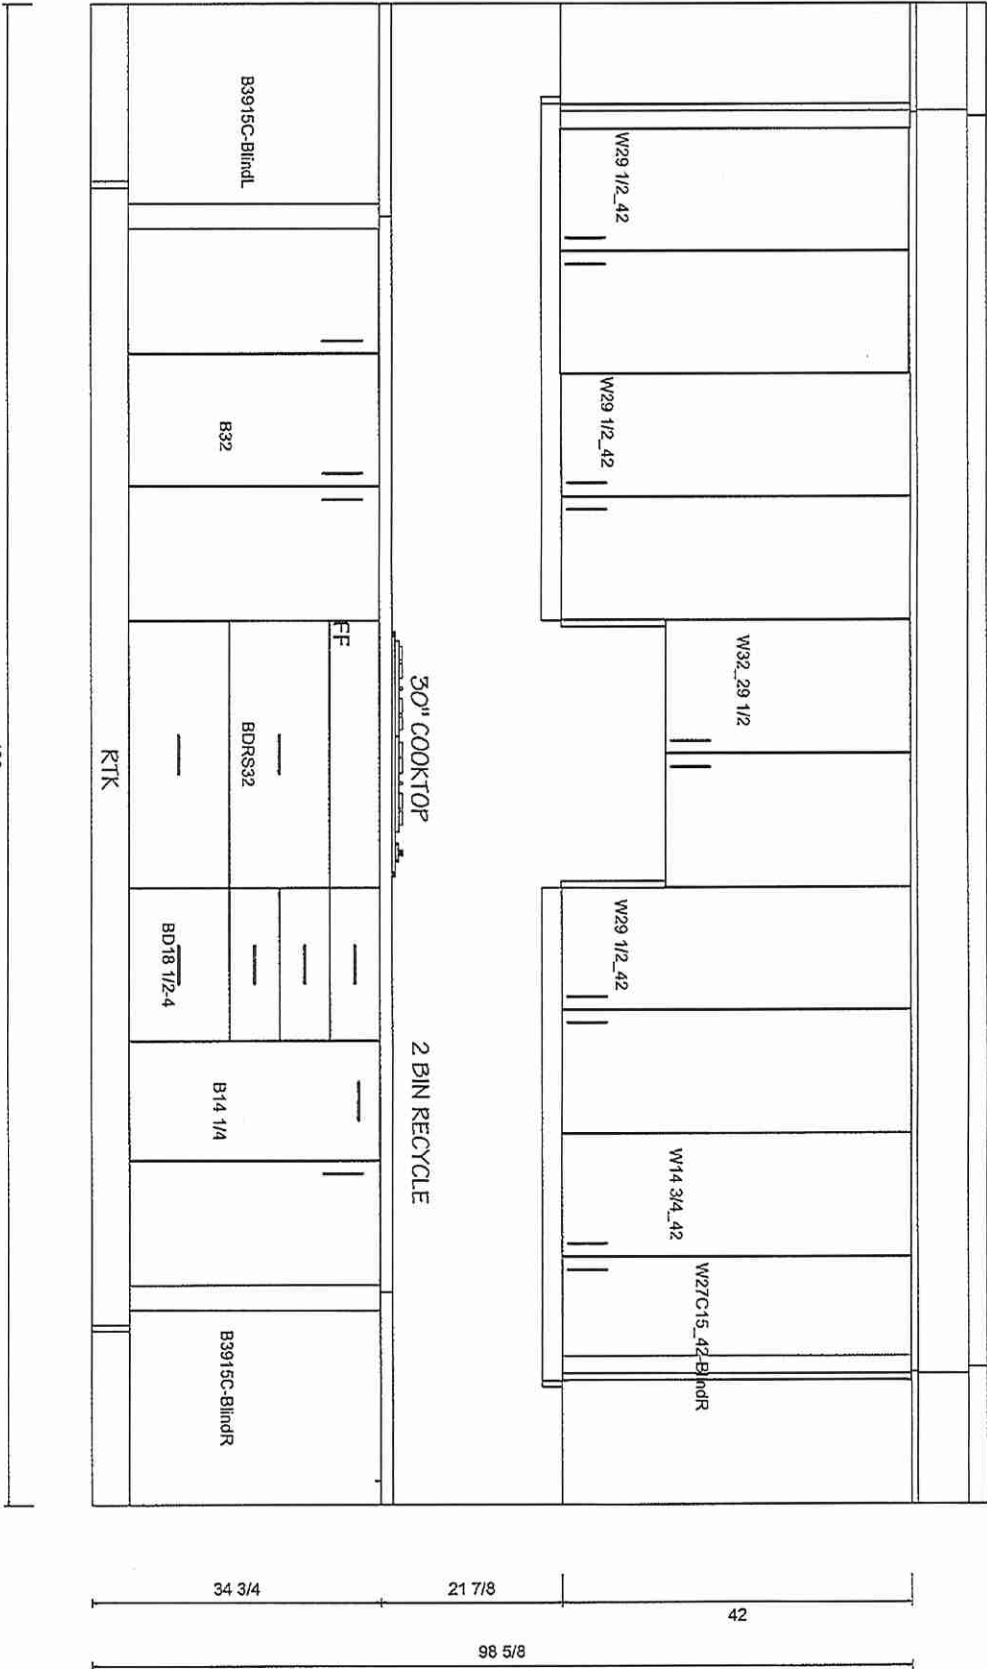 W29 1/2_42
W29 1/2_42
W32_29 1/2
W29 1/2_42
W14 3/4_42
W27C15_42-BlindR
30" COOKTOP
2 BIN RECYCLE
B3915C-BlindL
B32
FF
BDRS32
BD18 1/2-4
B14 1/4
B3915C-BlindR
RTK
34 3/4
21 7/8
42
98 5/8